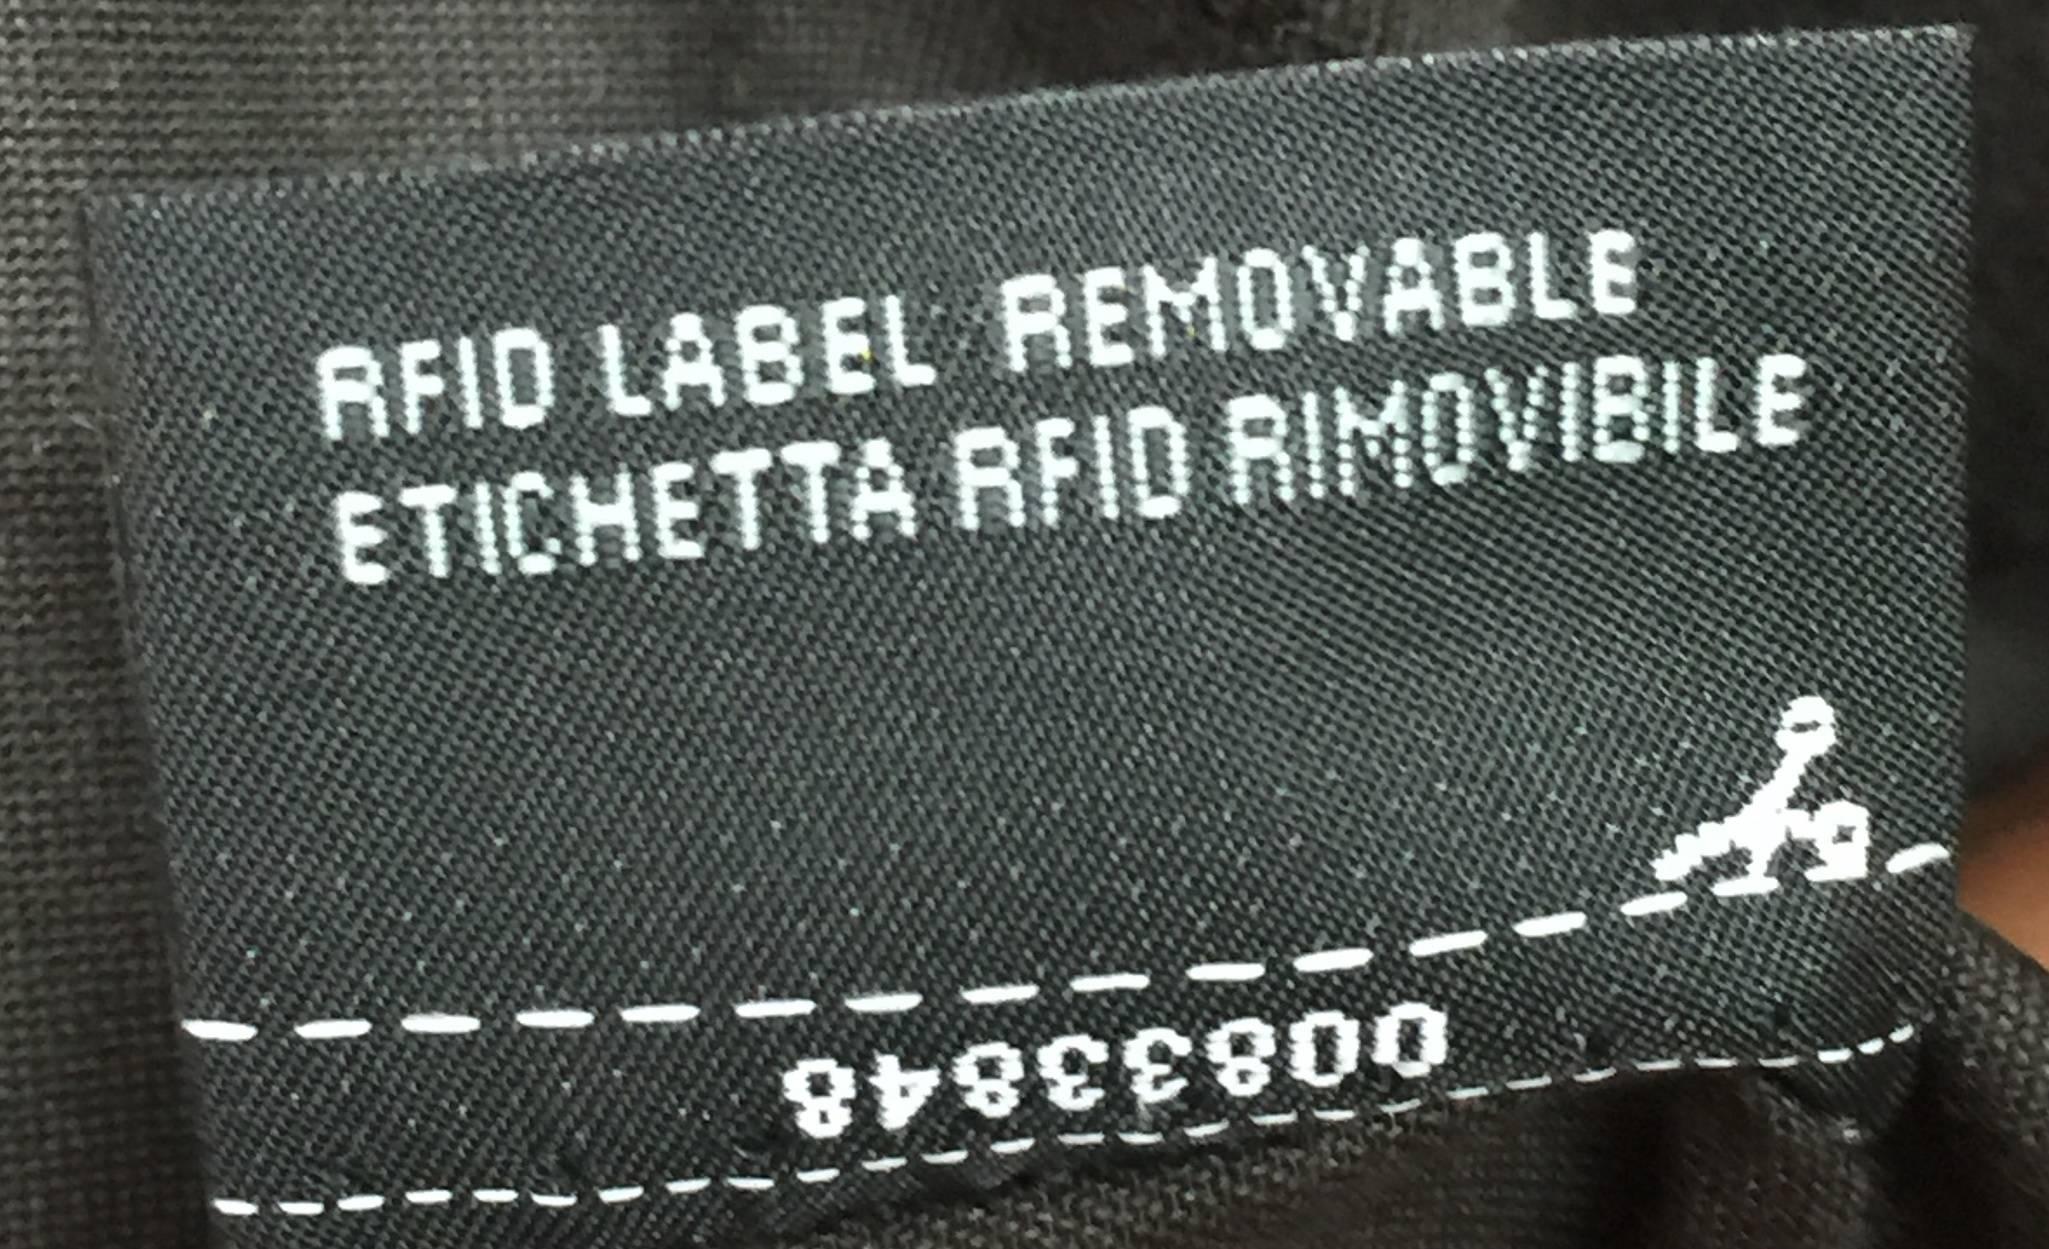 RFID LABEL REMOVABLE
ETICHETTA RFID RIMOVIBILE
00833848